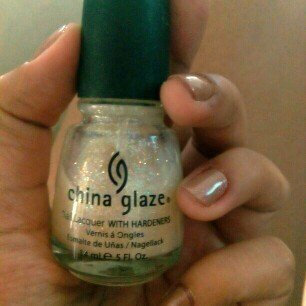 china glaze®
Nail Lacquer WITH HARDENERS
Vernis à Ongles
Esmalte de Uñas / Nagellack
14 mL e .5 Fl. Oz.